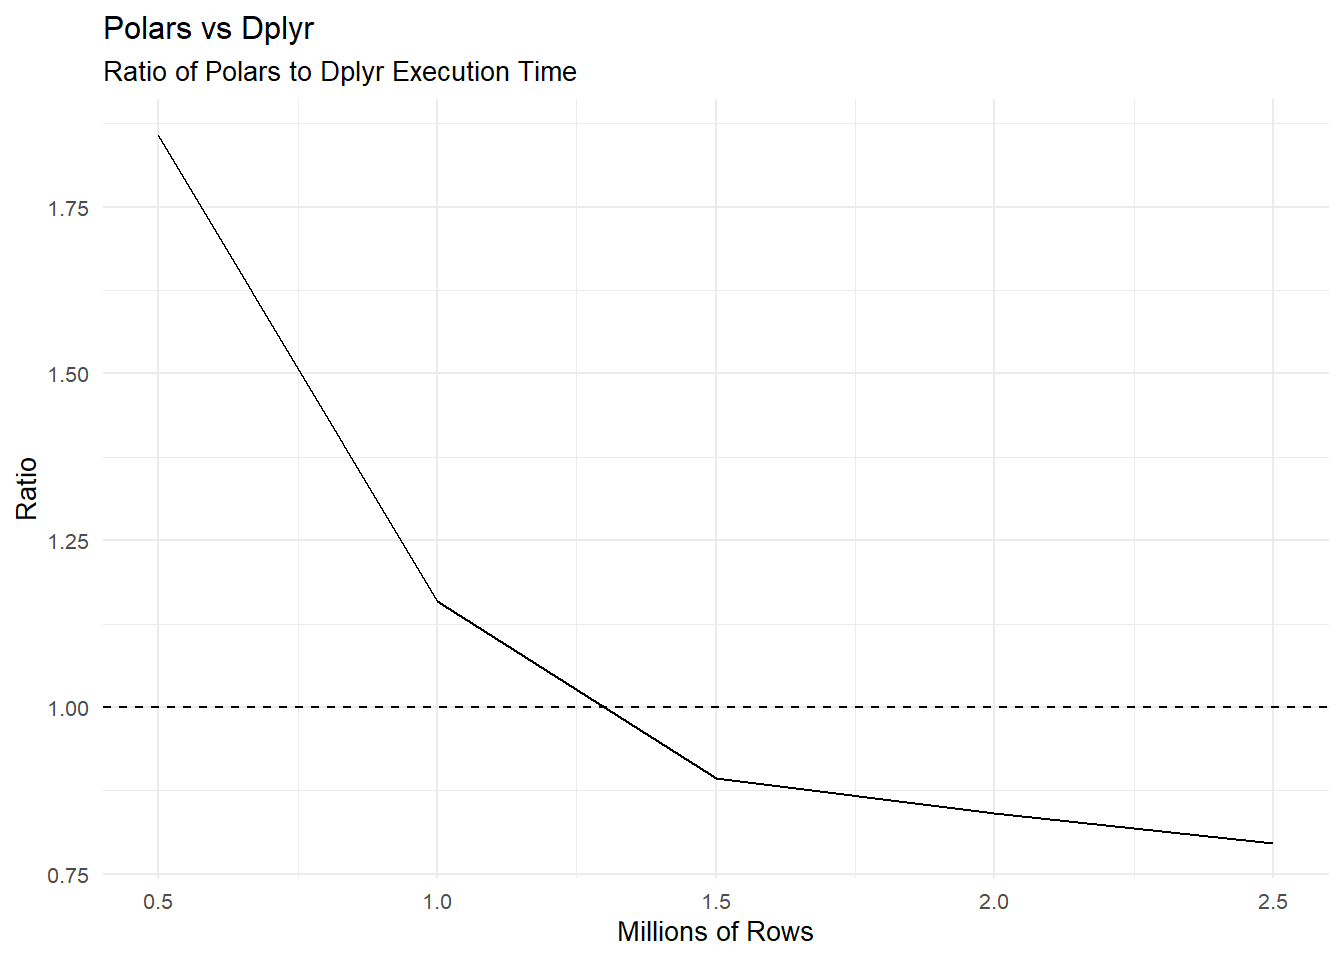 Polars vs Dplyr
Ratio of Polars to Dplyr Execution Time
1.75
1.50
1.25
1.00
0.75
Ratio
0.5 1.0 1.5 2.0 2.5
Millions of Rows